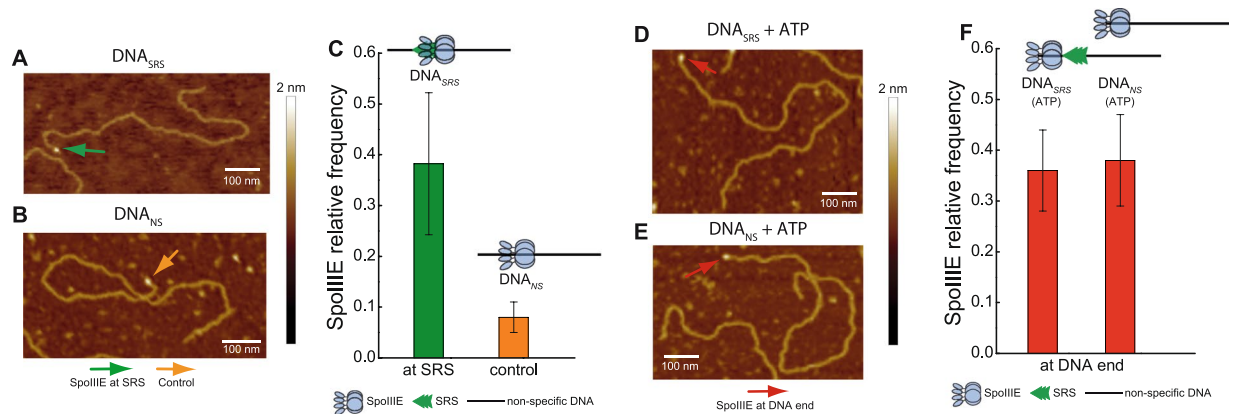 A
DNA_SRS
2 nm
100 nm
B
DNA_NS
100 nm
SpoIIIE at SRS
Control
C
SpoIIIE relative frequency
0.6
0.5
0.4
0.3
0.2
0.1
0.0
DNA_SRS
DNA_NS
at SRS
control
SpoIIIE
SRS
non-specific DNA
D
DNA_SRS + ATP
2 nm
100 nm
E
DNA_NS + ATP
100 nm
SpoIIIE at DNA end
F
SpoIIIE relative frequency
0.6
0.5
0.4
0.3
0.2
0.1
0.0
DNA_SRS
(ATP)
DNA_NS
(ATP)
at DNA end
SpoIIIE
SRS
non-specific DNA